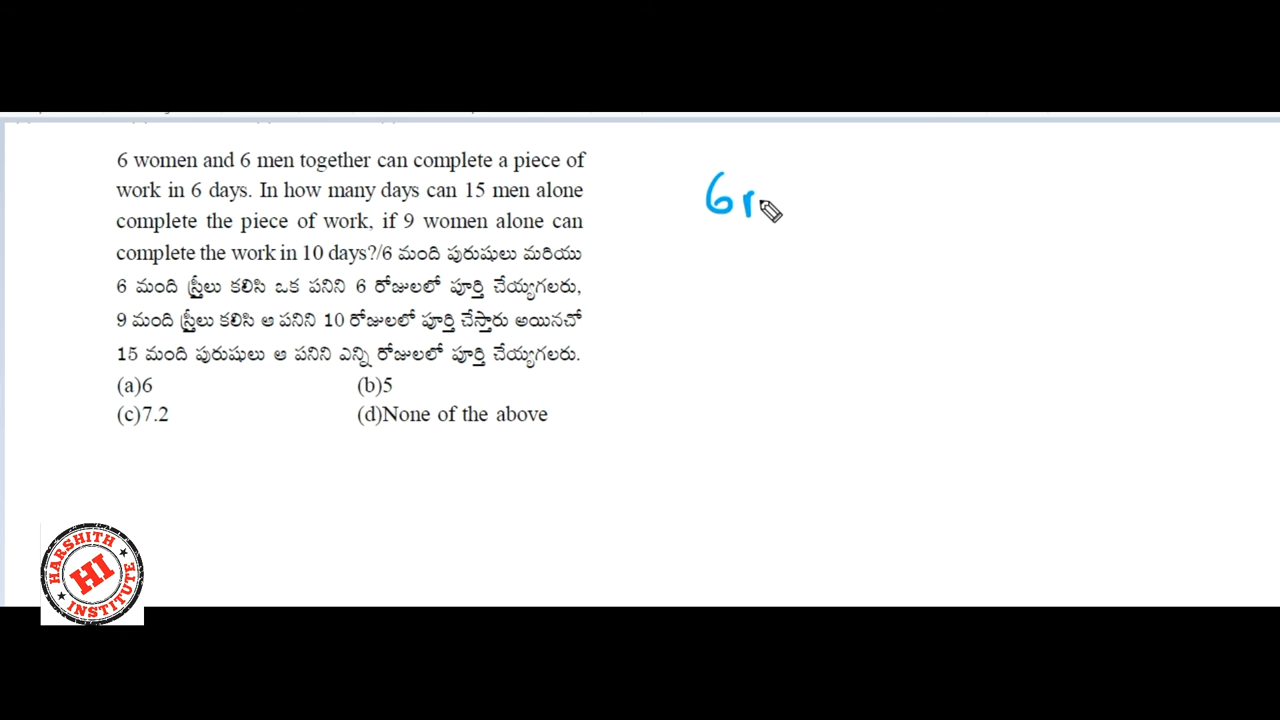 6 women and 6 men together can complete a piece of
work in 6 days. In how many days can 15 men alone
complete the piece of work, if 9 women alone can
complete the work in 10 days?/6 మంది పురుషులు మరియు
6 మంది స్త్రీలు కలిసి ఒక పనిని 6 రోజులలో పూర్తి చేయ్యగలరు,
9 మంది స్త్రీలు కలిసి ఆ పనిని 10 రోజులలో పూర్తి చేస్తారు అయినచో
15 మంది పురుషులు ఆ పనిని ఎన్ని రోజులలో పూర్తి చేయ్యగలరు.
(a)6 (b)5
(c)7.2 (d)None of the above
6
HARSHITH
HI
INSTITUTE